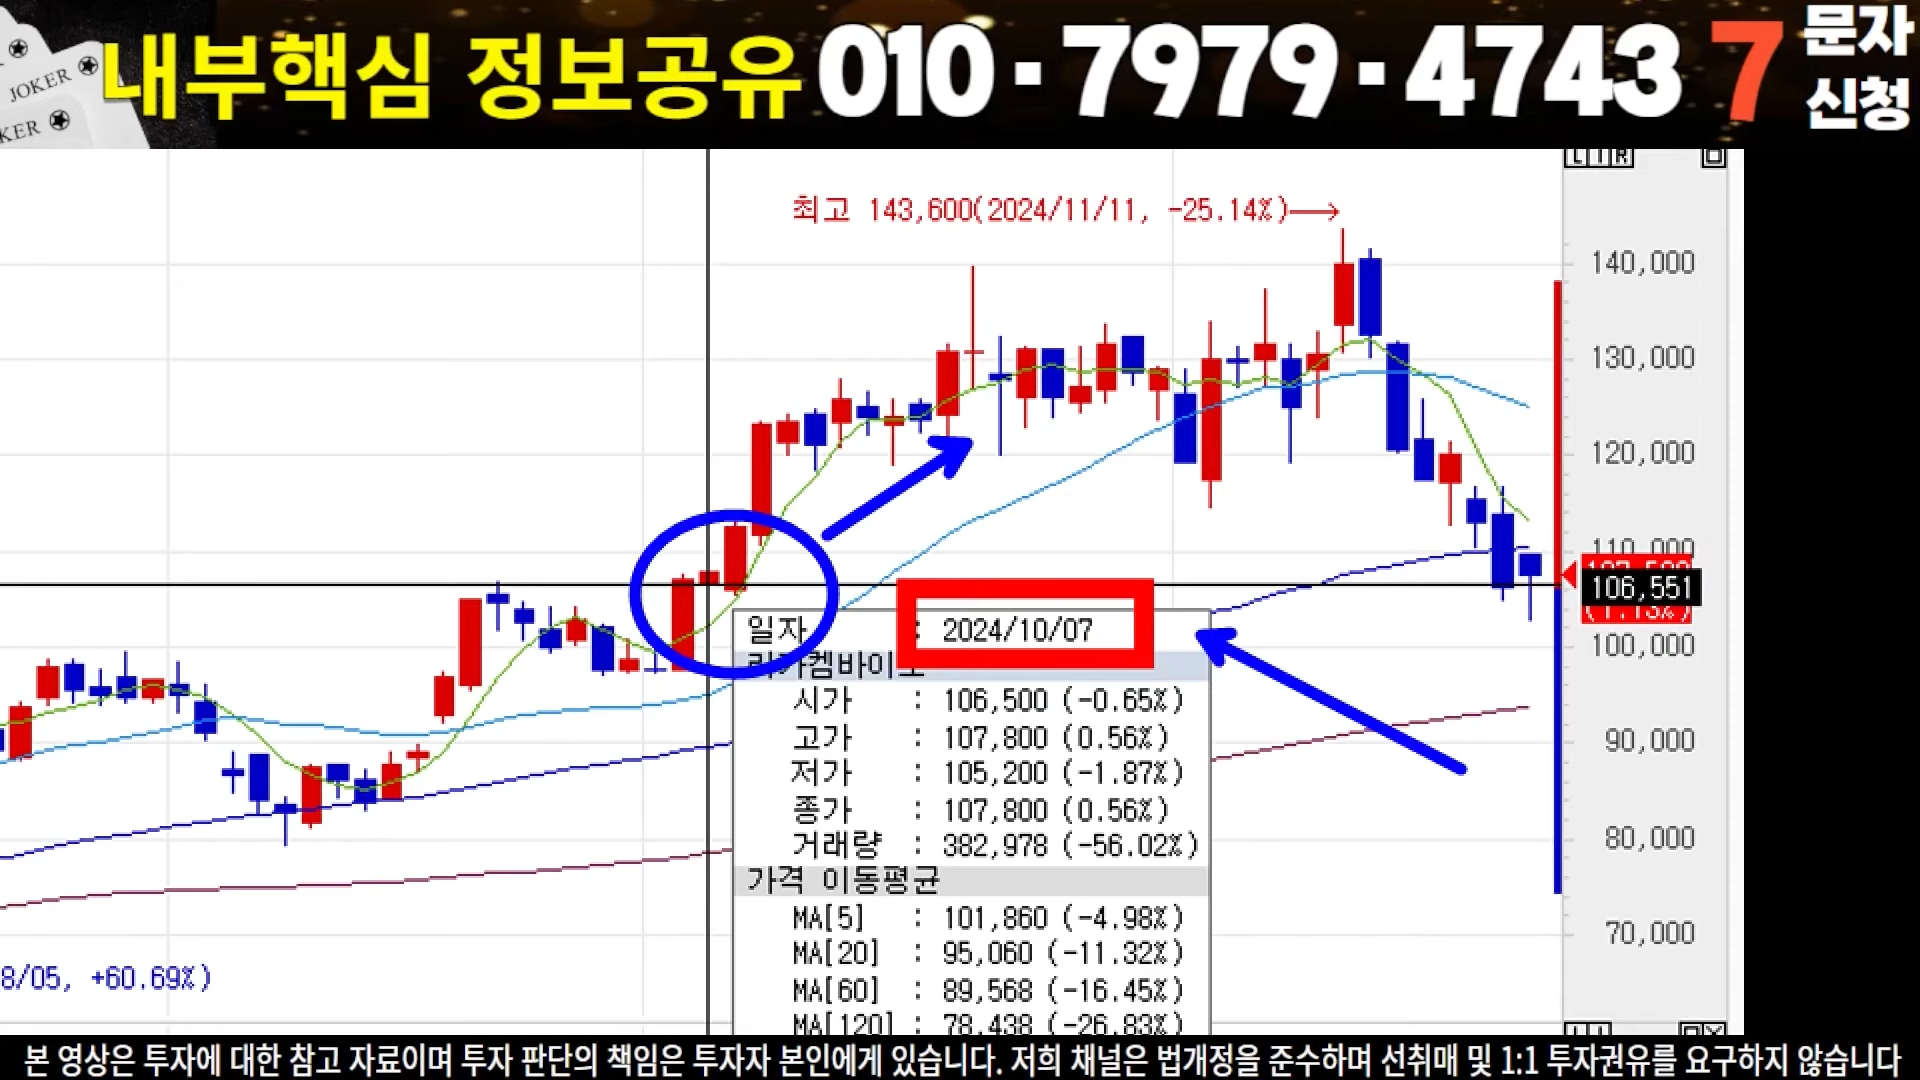 JOKER
KER
내부핵심 정보공유 010·7979·4743 7 문자
신청
최고 143,600(2024/11/11, -25.14%)
140,000
130,000
120,000
110,000
106,551
(-1.13%)
100,000
90,000
80,000
70,000
일자 : 2024/10/07
리가켐바이오
시가 : 106,500 (-0.65%)
고가 : 107,800 (0.56%)
저가 : 105,200 (-1.87%)
종가 : 107,800 (0.56%)
거래량 : 382,978 (-56.02%)
가격 이동평균
MA[5] : 101,860 (-4.98%)
MA[20] : 95,060 (-11.32%)
MA[60] : 89,568 (-16.45%)
MA[120] : 78,438 (-26.83%)
8/05, +60.69%)
본 영상은 투자에 대한 참고 자료이며 투자 판단의 책임은 투자자 본인에게 있습니다. 저희 채널은 법개정을 준수하며 선취매 및 1:1 투자권유를 요구하지 않습니다